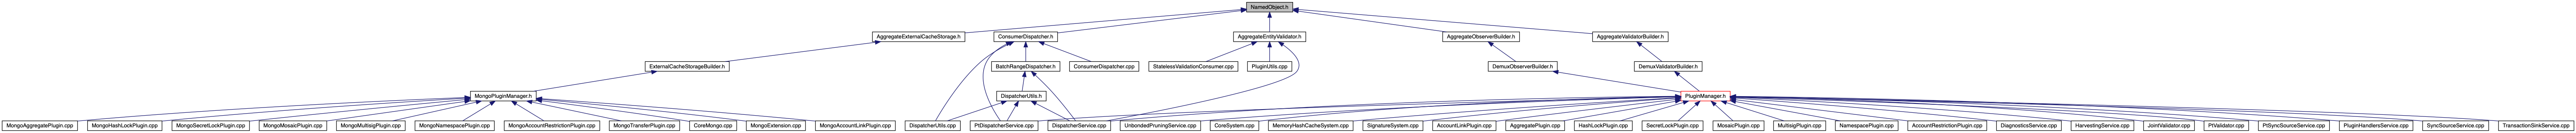 NamedObject.h
AggregateExternalCacheStorage.h
ConsumerDispatcher.h
AggregateEntityValidator.h
AggregateObserverBuilder.h
AggregateValidatorBuilder.h
ExternalCacheStorageBuilder.h
BatchRangeDispatcher.h
ConsumerDispatcher.cpp
StatelessValidationConsumer.cpp
PluginUtils.cpp
DemuxObserverBuilder.h
DemuxValidatorBuilder.h
MongoPluginManager.h
DispatcherUtils.h
PluginManager.h
MongoAggregatePlugin.cpp
MongoHashLockPlugin.cpp
MongoSecretLockPlugin.cpp
MongoMosaicPlugin.cpp
MongoMultisigPlugin.cpp
MongoNamespacePlugin.cpp
MongoAccountRestrictionPlugin.cpp
MongoTransferPlugin.cpp
CoreMongo.cpp
MongoExtension.cpp
MongoAccountLinkPlugin.cpp
DispatcherUtils.cpp
PtDispatcherService.cpp
DispatcherService.cpp
UnbondedPruningService.cpp
CoreSystem.cpp
MemoryHashCacheSystem.cpp
SignatureSystem.cpp
AccountLinkPlugin.cpp
AggregatePlugin.cpp
HashLockPlugin.cpp
SecretLockPlugin.cpp
MosaicPlugin.cpp
MultisigPlugin.cpp
NamespacePlugin.cpp
AccountRestrictionPlugin.cpp
DiagnosticsService.cpp
HarvestingService.cpp
JointValidator.cpp
PtValidator.cpp
PtSyncSourceService.cpp
PluginHandlersService.cpp
SyncSourceService.cpp
TransactionSinkService.cpp